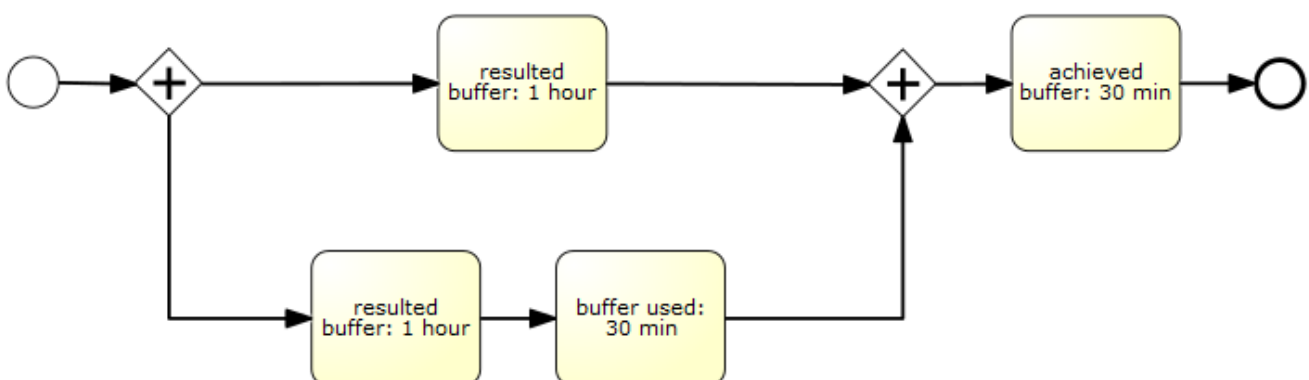 resulted
buffer: 1 hour
achieved
buffer: 30 min
resulted
buffer: 1 hour
buffer used:
30 min